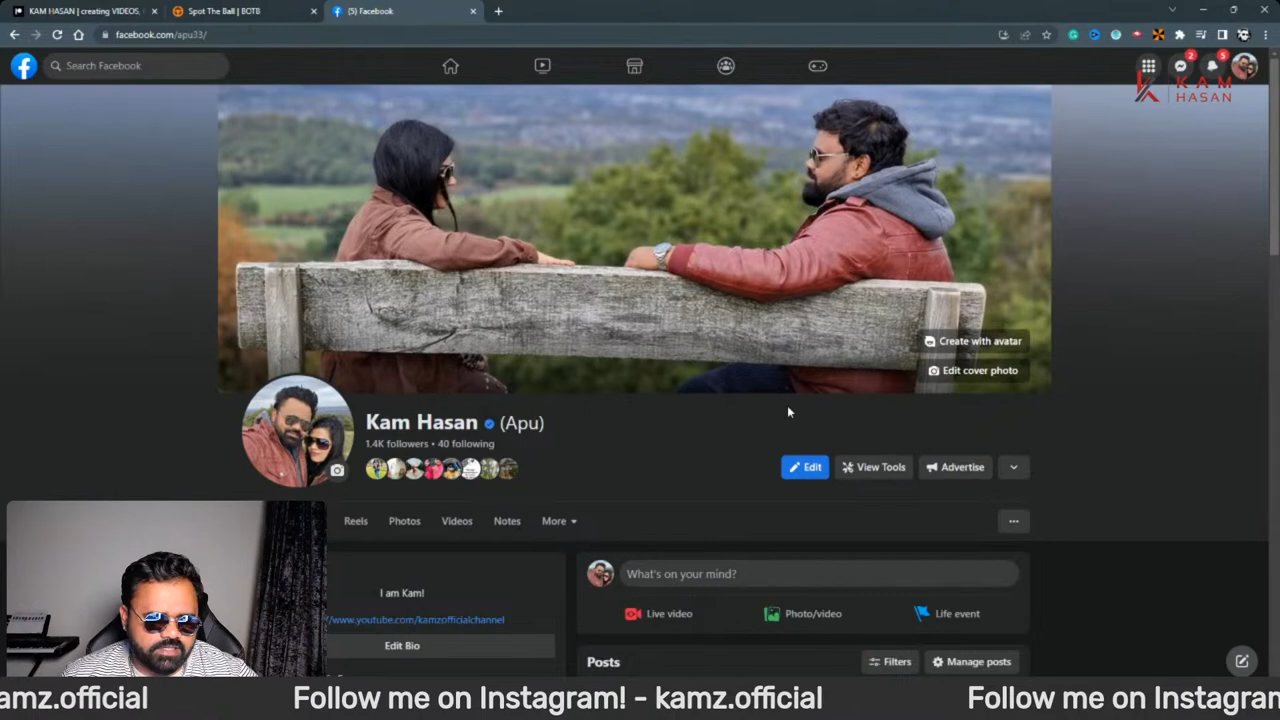 KAM HASAN | creating VIDEOS,
Spot The Ball | BOTB
(5) Facebook
facebook.com/apu33/
Search Facebook
2
5
KAM
HASAN
Create with avatar
Edit cover photo
Kam Hasan (Apu)
1.4K followers • 40 following
Edit
View Tools
Advertise
Reels
Photos
Videos
Notes
More
I am Kam!
/www.youtube.com/kamzofficialchannel
Edit Bio
What's on your mind?
Live video
Photo/video
Life event
Posts
Filters
Manage posts
amz.official Follow me on Instagram! - kamz.official Follow me on Instagram